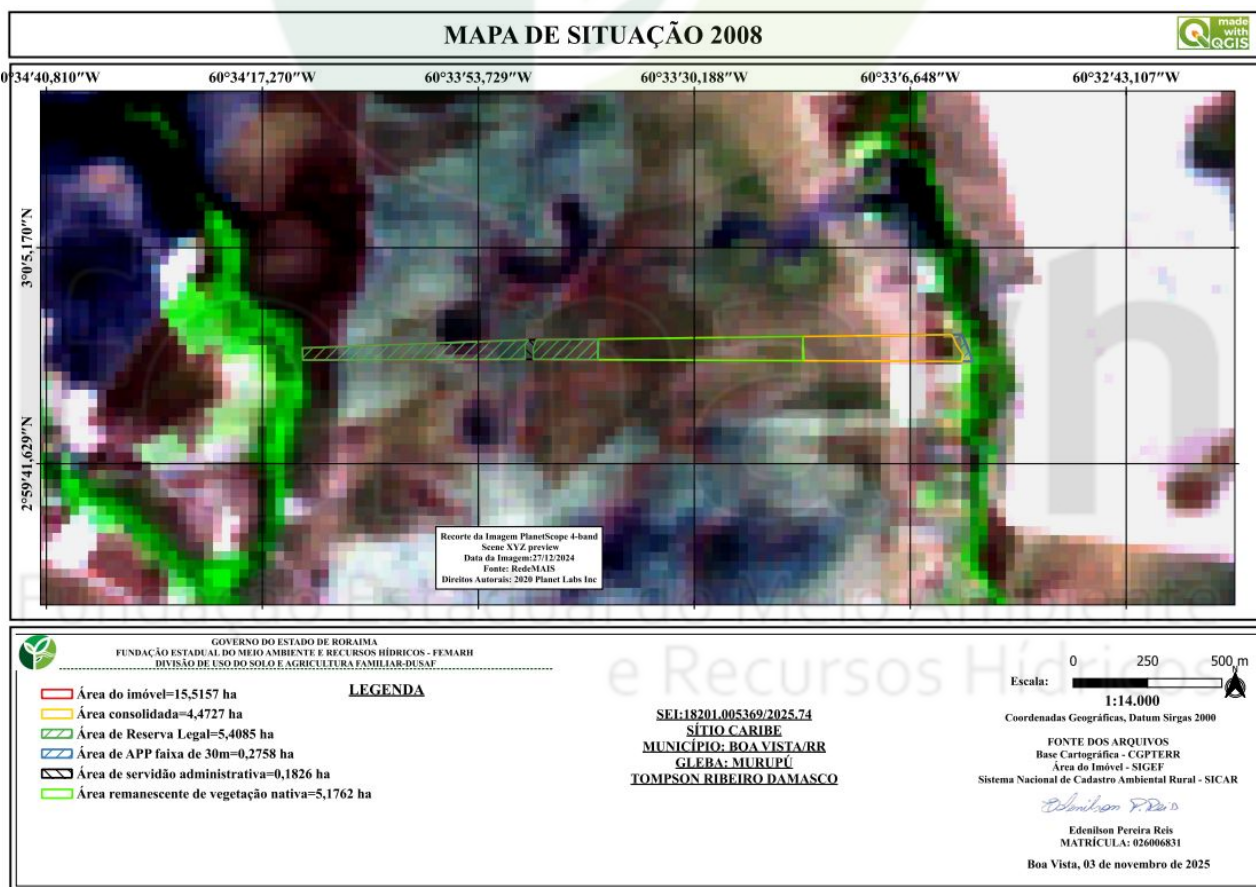 MAPA DE SITUAÇÃO 2008
made
with
QGIS
0°34′40,810″W 60°34′17,270″W 60°33′53,729″W 60°33′30,188″W 60°33′6,648″W 60°32′43,107″W
3°0′5,170″N
2°59′41,629″N
Recorte da Imagem PlanetScope 4-band
Scene XYZ preview
Data da Imagem:27/12/2024
Fonte: RedeMAIS
Direitos Autorais: 2020 Planet Labs Inc
Fundação Estadual do Meio Ambiente
e Recursos Hídricos
GOVERNO DO ESTADO DE RORAIMA
FUNDAÇÃO ESTADUAL DO MEIO AMBIENTE E RECURSOS HÍDRICOS - FEMARH
DIVISÃO DE USO DO SOLO E AGRICULTURA FAMILIAR-DUSAF
LEGENDA
Área do imóvel=15,5157 ha
Área consolidada=4,4727 ha
Área de Reserva Legal=5,4085 ha
Área de APP faixa de 30m=0,2758 ha
Área de servidão administrativa=0,1826 ha
Área remanescente de vegetação nativa=5,1762 ha
SEI:18201.005369/2025.74
SÍTIO CARIBE
MUNICÍPIO: BOA VISTA/RR
GLEBA: MURUPÚ
TOMPSON RIBEIRO DAMASCO
0 250 500 m
N
Escala:
1:14.000
Coordenadas Geográficas, Datum Sirgas 2000
FONTE DOS ARQUIVOS
Base Cartográfica - CGPTERR
Área do Imóvel - SIGEF
Sistema Nacional de Cadastro Ambiental Rural - SICAR
Edenilson P. Reis
Edenilson Pereira Reis
MATRÍCULA: 026006831
Boa Vista, 03 de novembro de 2025